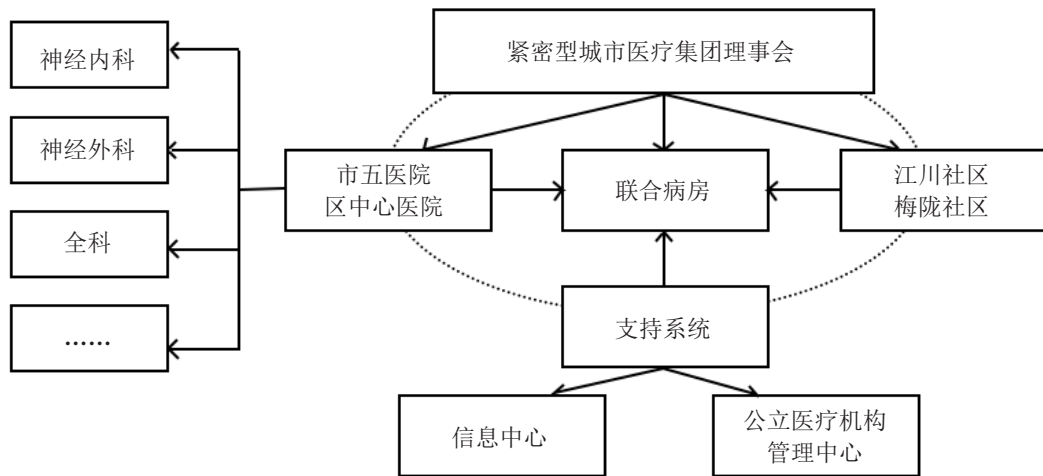 紧密型城市医疗集团理事会
神经内科
神经外科
全科
……
市五医院
区中心医院
联合病房
江川社区
梅陇社区
支持系统
信息中心
公立医疗机构
管理中心